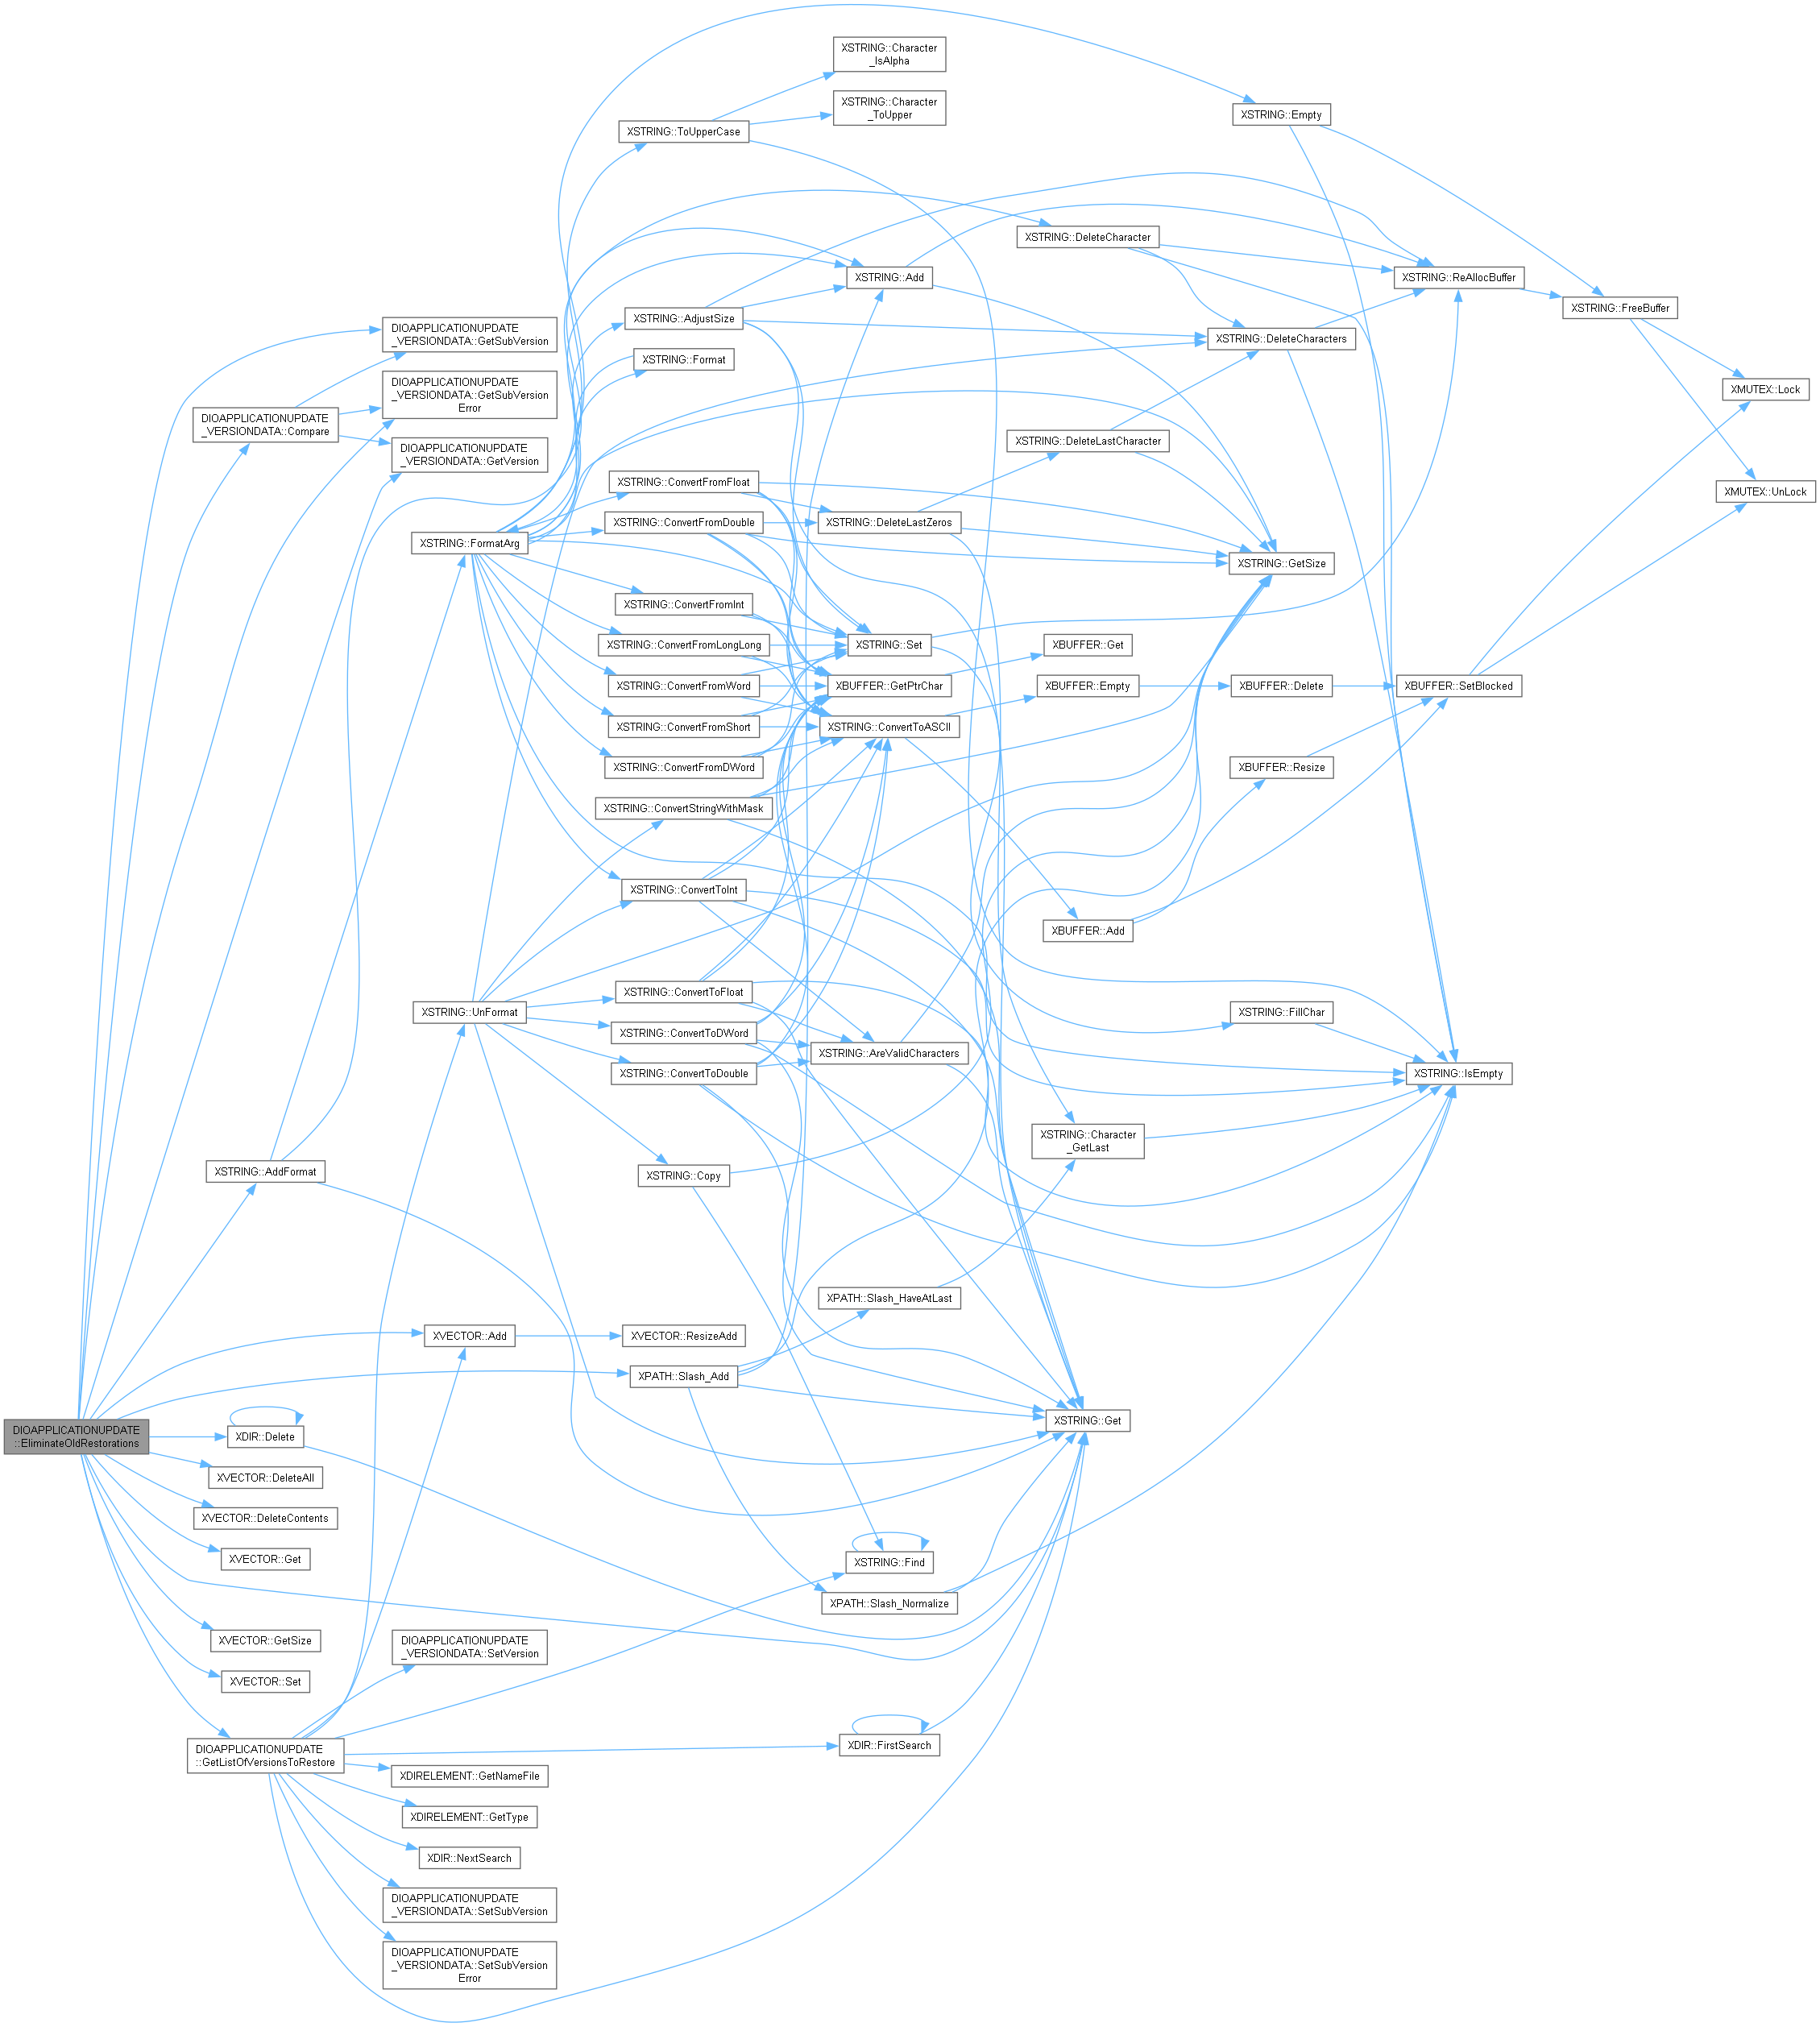 XSTRING::Character
_IsAlpha
XSTRING::Character
_ToUpper
XSTRING::Empty
XSTRING::ToUpperCase
XSTRING::DeleteCharacter
XSTRING::Add
XSTRING::ReAllocBuffer
XSTRING::FreeBuffer
XSTRING::AdjustSize
DIOAPPLICATIONUPDATE
_VERSIONDATA::GetSubVersion
XSTRING::DeleteCharacters
XSTRING::Format
DIOAPPLICATIONUPDATE
_VERSIONDATA::GetSubVersion
Error
XMUTEX::Lock
DIOAPPLICATIONUPDATE
_VERSIONDATA::Compare
DIOAPPLICATIONUPDATE
_VERSIONDATA::GetVersion
XSTRING::DeleteLastCharacter
XSTRING::ConvertFromFloat
XMUTEX::UnLock
XSTRING::ConvertFromDouble
XSTRING::DeleteLastZeros
XSTRING::FormatArg
XSTRING::GetSize
XSTRING::ConvertFromInt
XSTRING::ConvertFromLongLong
XSTRING::Set
XBUFFER::Get
XSTRING::ConvertFromWord
XBUFFER::GetPtrChar
XBUFFER::Empty
XBUFFER::Delete
XBUFFER::SetBlocked
XSTRING::ConvertFromShort
XSTRING::ConvertToASCII
XSTRING::ConvertFromDWord
XBUFFER::Resize
XSTRING::ConvertStringWithMask
XSTRING::ConvertToInt
XBUFFER::Add
XSTRING::ConvertToFloat
XSTRING::UnFormat
XSTRING::FillChar
XSTRING::ConvertToDWord
XSTRING::AreValidCharacters
XSTRING::ConvertToDouble
XSTRING::IsEmpty
XSTRING::Character
_GetLast
XSTRING::AddFormat
XSTRING::Copy
XPATH::Slash_HaveAtLast
XVECTOR::Add
XVECTOR::ResizeAdd
XPATH::Slash_Add
XSTRING::Get
DIOAPPLICATIONUPDATE
::EliminateOldRestorations
XDIR::Delete
XVECTOR::DeleteAll
XVECTOR::DeleteContents
XVECTOR::Get
XSTRING::Find
XPATH::Slash_Normalize
XVECTOR::GetSize
DIOAPPLICATIONUPDATE
_VERSIONDATA::SetVersion
XVECTOR::Set
DIOAPPLICATIONUPDATE
::GetListOfVersionsToRestore
XDIR::FirstSearch
XDIRELEMENT::GetNameFile
XDIRELEMENT::GetType
XDIR::NextSearch
DIOAPPLICATIONUPDATE
_VERSIONDATA::SetSubVersion
DIOAPPLICATIONUPDATE
_VERSIONDATA::SetSubVersion
Error